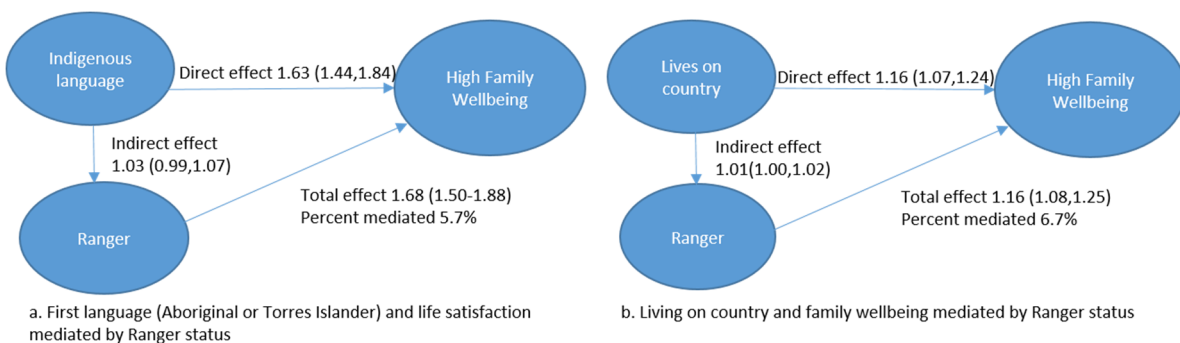 Indigenous
language
Direct effect 1.63 (1.44,1.84)
High Family
Wellbeing
Indirect effect
1.03 (0.99,1.07)
Total effect 1.68 (1.50-1.88)
Percent mediated 5.7%
Ranger
a. First language (Aboriginal or Torres Islander) and life satisfaction
mediated by Ranger status
Lives on
country
Direct effect 1.16 (1.07,1.24)
High Family
Wellbeing
Indirect effect
1.01(1.00,1.02)
Total effect 1.16 (1.08,1.25)
Percent mediated 6.7%
Ranger
b. Living on country and family wellbeing mediated by Ranger status